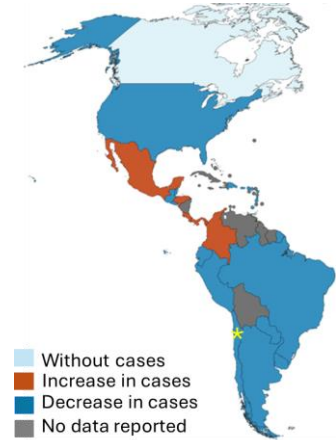 Without cases
Increase in cases
Decrease in cases
No data reported